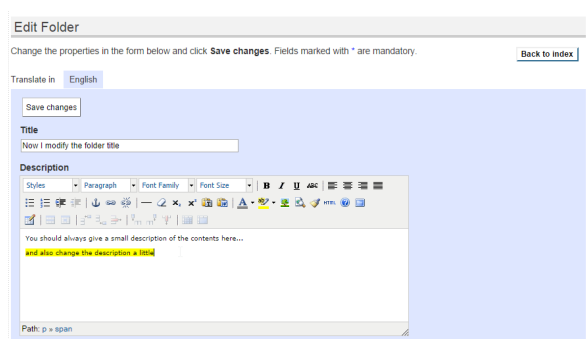 Edit Folder
Change the properties in the form below and click Save changes. Fields marked with * are mandatory.
Back to index
Translate in English
Save changes
Title
Now I modify the folder title
Description
Styles Paragraph Font Family Font Size B I U ABC
HTML
You should always give a small description of the contents here...
and also change the description a little
Path: p » span